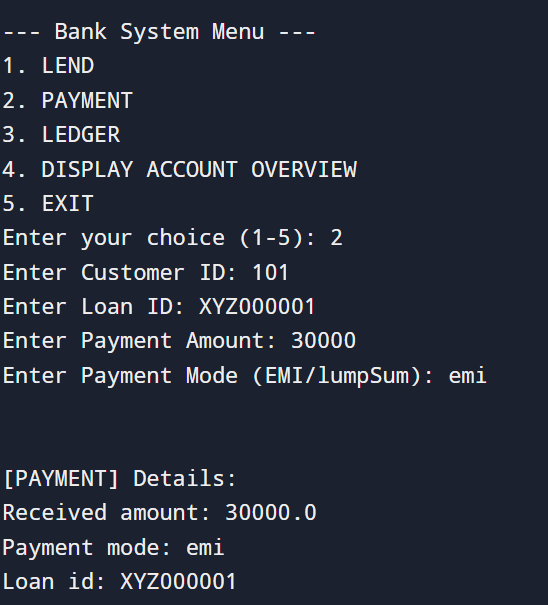 --- Bank System Menu ---
1. LEND
2. PAYMENT
3. LEDGER
4. DISPLAY ACCOUNT OVERVIEW
5. EXIT
Enter your choice (1-5): 2
Enter Customer ID: 101
Enter Loan ID: XYZ000001
Enter Payment Amount: 30000
Enter Payment Mode (EMI/lumpSum): emi
[PAYMENT] Details:
Received amount: 30000.0
Payment mode: emi
Loan id: XYZ000001